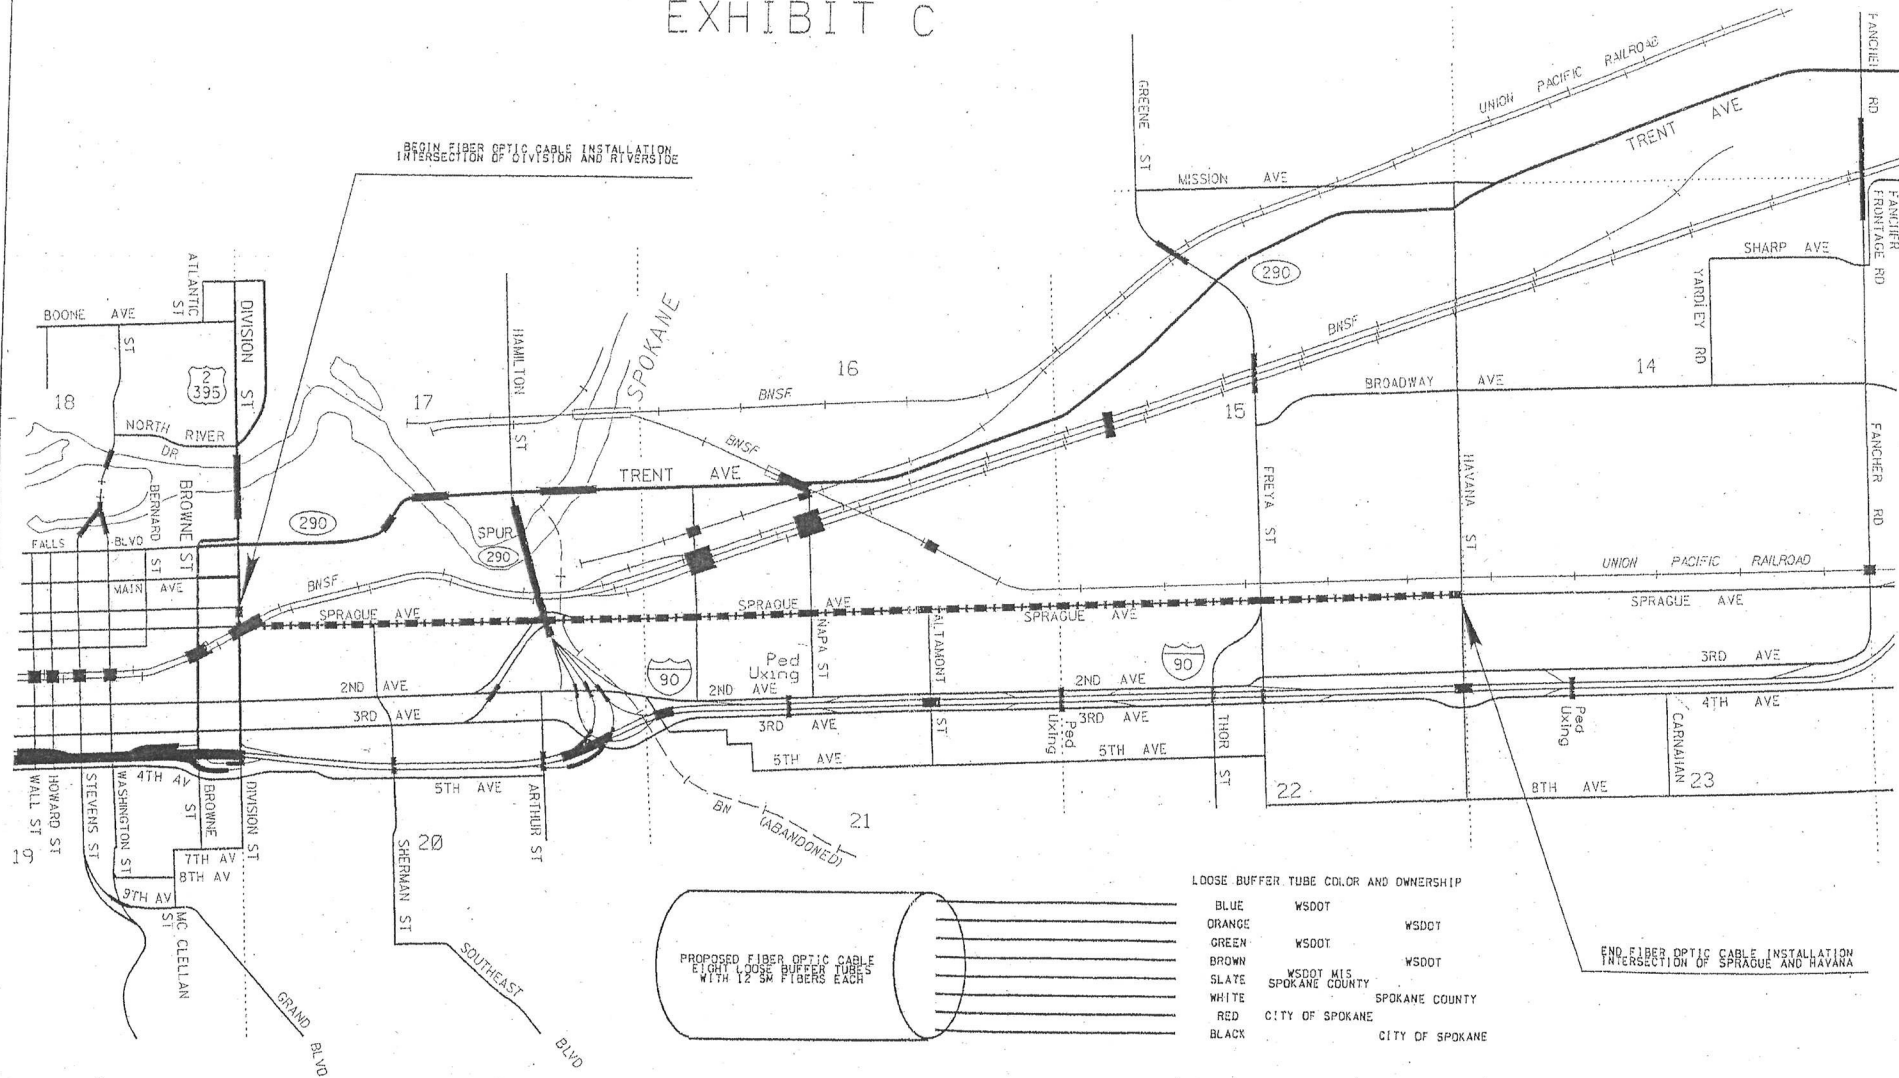 EXHIBIT C
BEGIN FIBER OPTIC CABLE INSTALLATION
INTERSECTION OF DIVISION AND RIVERSIDE
GREENE ST
UNION PACIFIC RAILROAD
TRENT AVE
FANCHER RD
MISSION AVE
FANCHER
FRONTAGE RD
SHARP AVE
YARDLEY RD
290
ATLANTIC
ST
DIVISION ST
BOONE AVE
ST
2
395
HAMILTON ST
SPOKANE
BNSF
BROADWAY AVE
14
16
17
18
15
BNSF
BNSF
NORTH RIVER
DR
TRENT AVE
BERNARD ST
BROWNE ST
290
SPUR
290
FREYA ST
HAVANA ST
FANCHER RD
FALLS BLVD
MAIN AVE
BNSF
UNION PACIFIC RAILROAD
SPRAGUE AVE
SPRAGUE AVE
SPRAGUE AVE
SPRAGUE AVE
NAPA ST
ALTAMONT ST
Ped
Uxing
90
90
2ND AVE
2ND AVE
2ND AVE
3RD AVE
3RD AVE
3RD AVE
3RD AVE
4TH AVE
Ped
Uxing
Ped
Uxing
THOR ST
CARNAHAN
4TH AV
5TH AVE
5TH AVE
5TH AVE
8TH AVE
WALL ST
HOWARD ST
STEVENS ST
WASHINGTON ST
BROWNE ST
DIVISION ST
ARTHUR ST
SHERMAN ST
BN (ABANDONED)
19
20
21
22
23
7TH AV
8TH AV
9TH AV
MC CLELLAN
ST
GRAND BLVD
SOUTHEAST BLVD
PROPOSED FIBER OPTIC CABLE
EIGHT LOOSE BUFFER TUBES
WITH 12 SM FIBERS EACH
LOOSE BUFFER TUBE COLOR AND OWNERSHIP
BLUE WSDOT
ORANGE WSDOT
GREEN WSDOT
BROWN WSDOT
SLATE WSDOT MIS
SPOKANE COUNTY
WHITE SPOKANE COUNTY
RED CITY OF SPOKANE
BLACK CITY OF SPOKANE
END FIBER OPTIC CABLE INSTALLATION
INTERSECTION OF SPRAGUE AND HAVANA